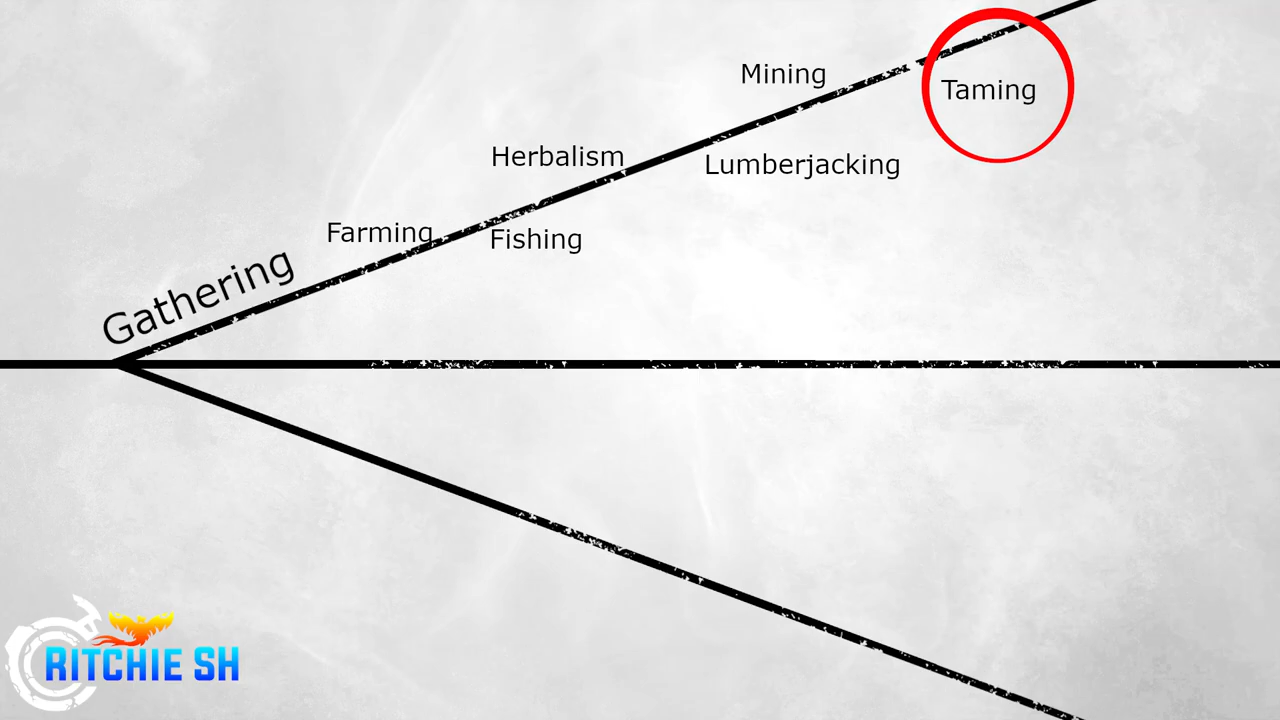 Mining
Taming
Herbalism
Lumberjacking
Farming
Fishing
Gathering
RITCHIE SH